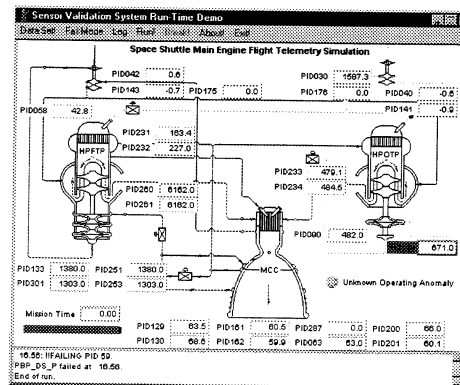 Sensor Validation System Run-Time Demo
Data Set Fail Mode Log Run! Break! About Exit
Space Shuttle Main Engine Flight Telemetry Simulation
PID042 0.6 PID030 1587.3
PID143 -0.7 PID175 0.0 PID176 0.0 PID040 -0.6
PID058 42.8 PID141 -0.9
PID231 163.4
PID232 227.0
HPFTP HPOTP
PID233 479.1
PID234 484.5
PID260 6162.0
PID261 6162.0
PID090 482.0
671.0
PID133 1380.0 PID251 1380.0 MCC
PID301 1303.0 PID253 1303.0 Unknown Operating Anomaly
Mission Time 0.00
PID129 63.5 PID161 60.5 PID287 0.0 PID200 66.0
PID130 68.6 PID162 59.9 PID063 63.0 PID201 60.1
16.56: !!FAILING PID 59.
PBP_DS_P failed at 16.56.
End of run.